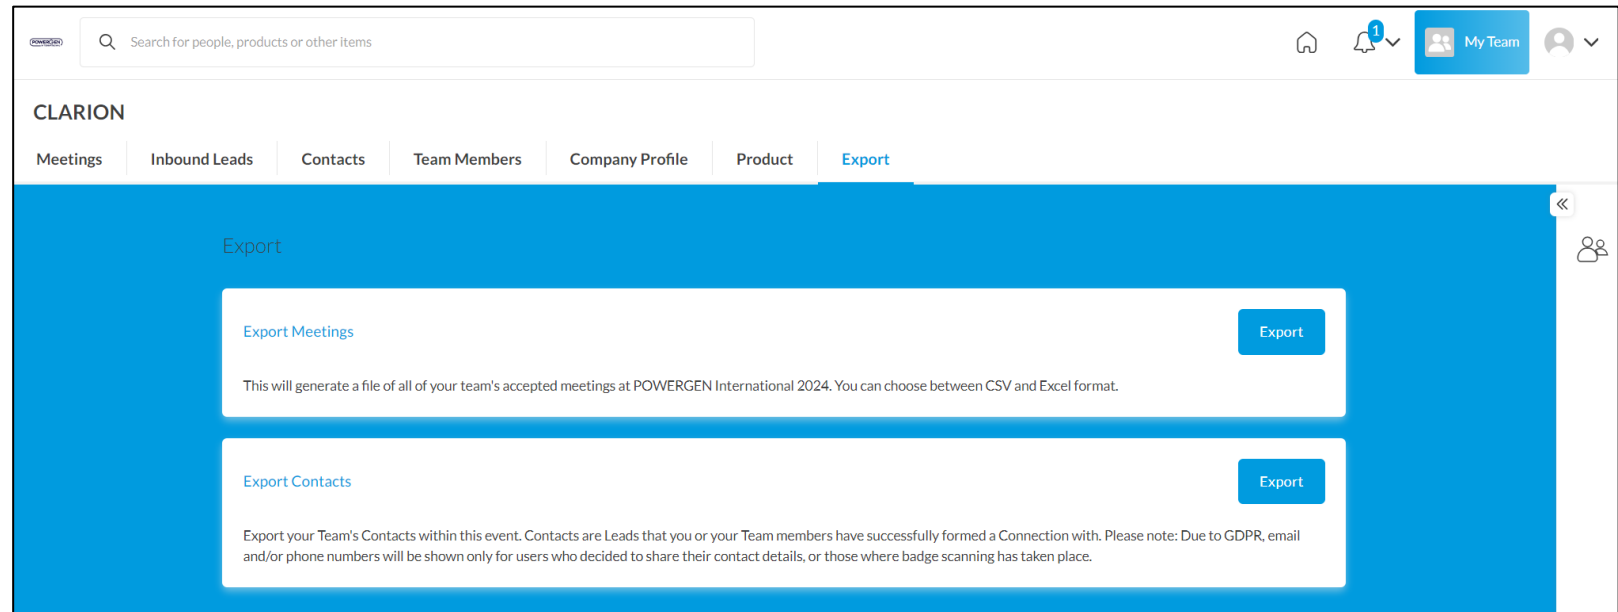 POWERGEN
Search for people, products or other items
1
My Team
CLARION
Meetings
Inbound Leads
Contacts
Team Members
Company Profile
Product
Export
Export
Export Meetings
Export
This will generate a file of all of your team's accepted meetings at POWERGEN International 2024. You can choose between CSV and Excel format.
Export Contacts
Export
Export your Team's Contacts within this event. Contacts are Leads that you or your Team members have successfully formed a Connection with. Please note: Due to GDPR, email
and/or phone numbers will be shown only for users who decided to share their contact details, or those where badge scanning has taken place.